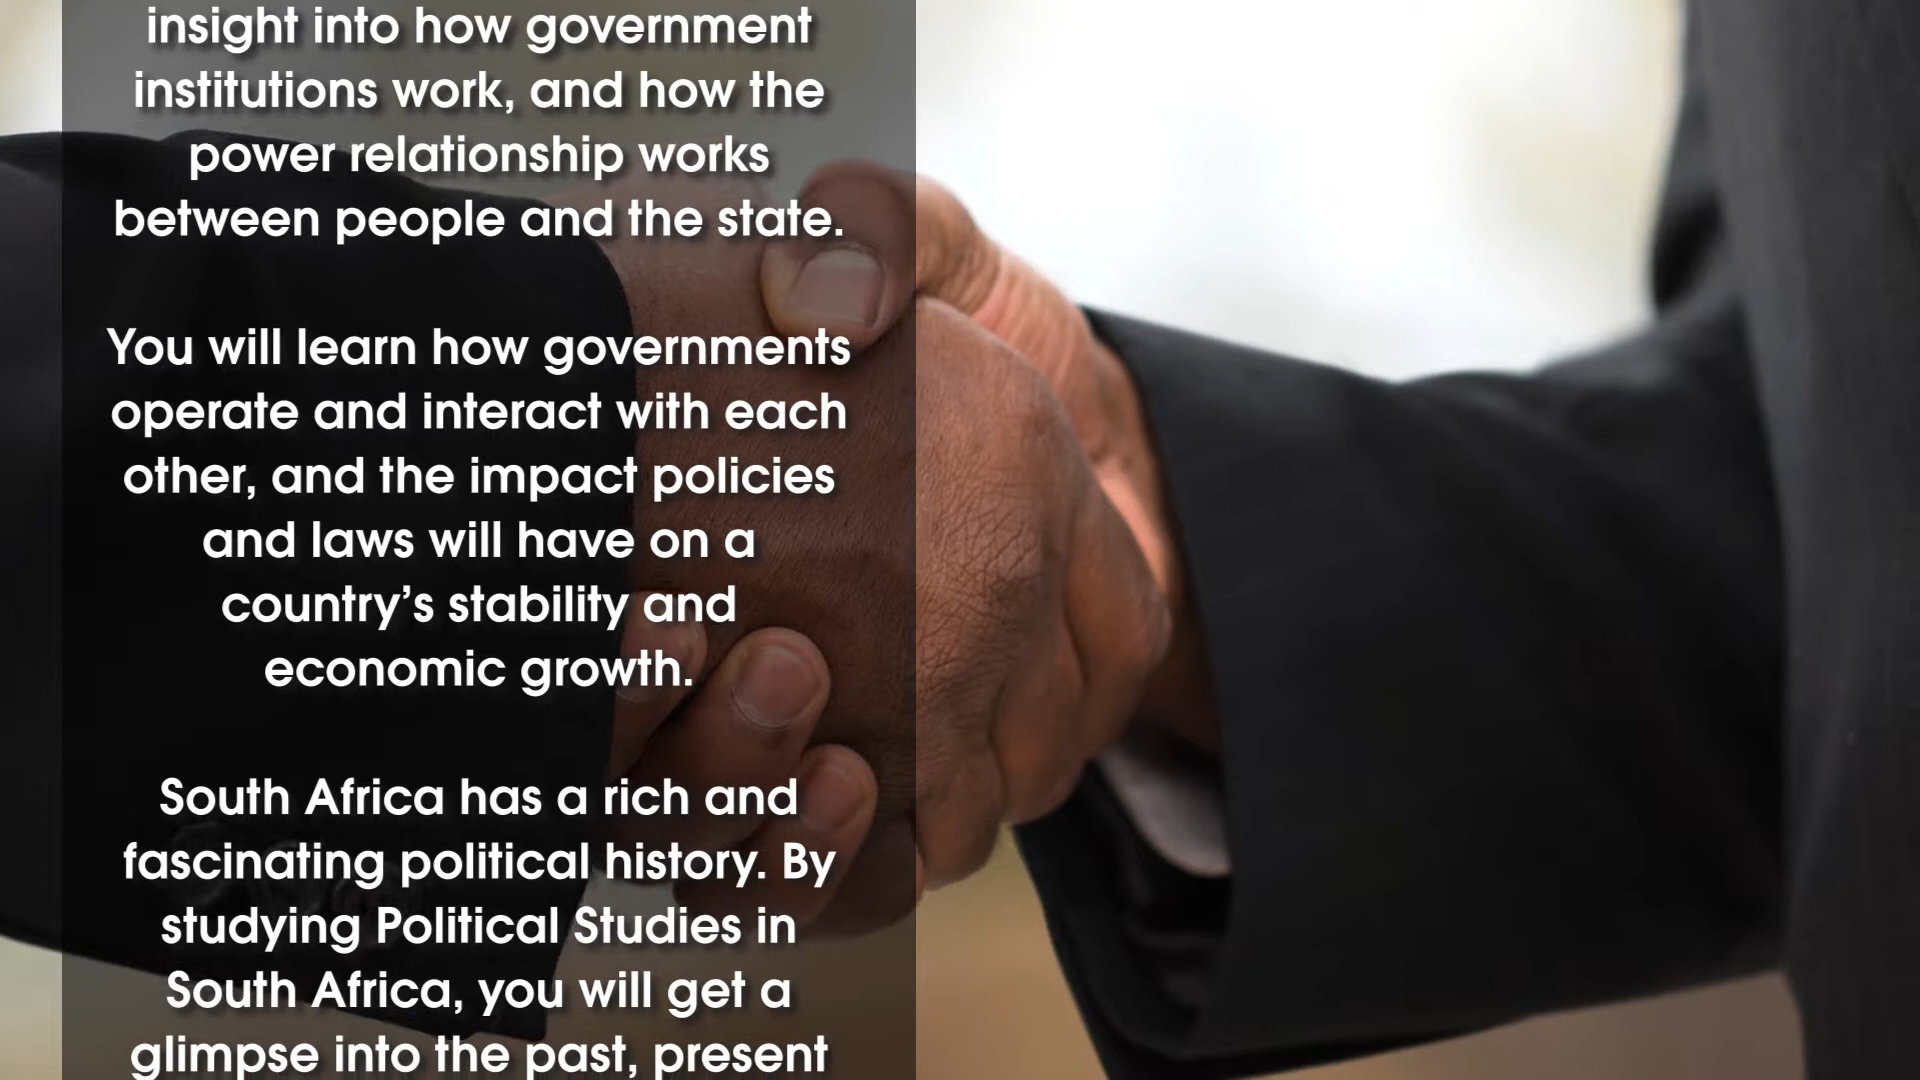 insight into how government
institutions work, and how the
power relationship works
between people and the state.
You will learn how governments
operate and interact with each
other, and the impact policies
and laws will have on a
country’s stability and
economic growth.
South Africa has a rich and
fascinating political history. By
studying Political Studies in
South Africa, you will get a
glimpse into the past, present